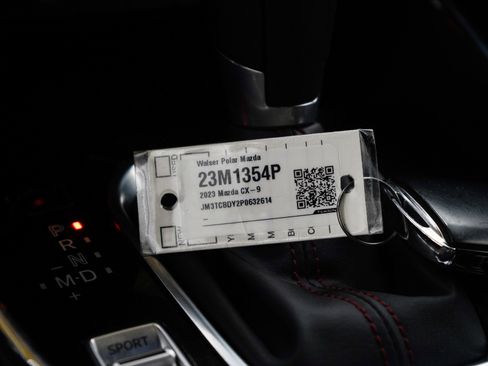 Walser Polar Mazda
23M1354P
2023 Mazda CX-9
JM3TCBDY2P0632614
P
R
N
M-D
+
SPORT